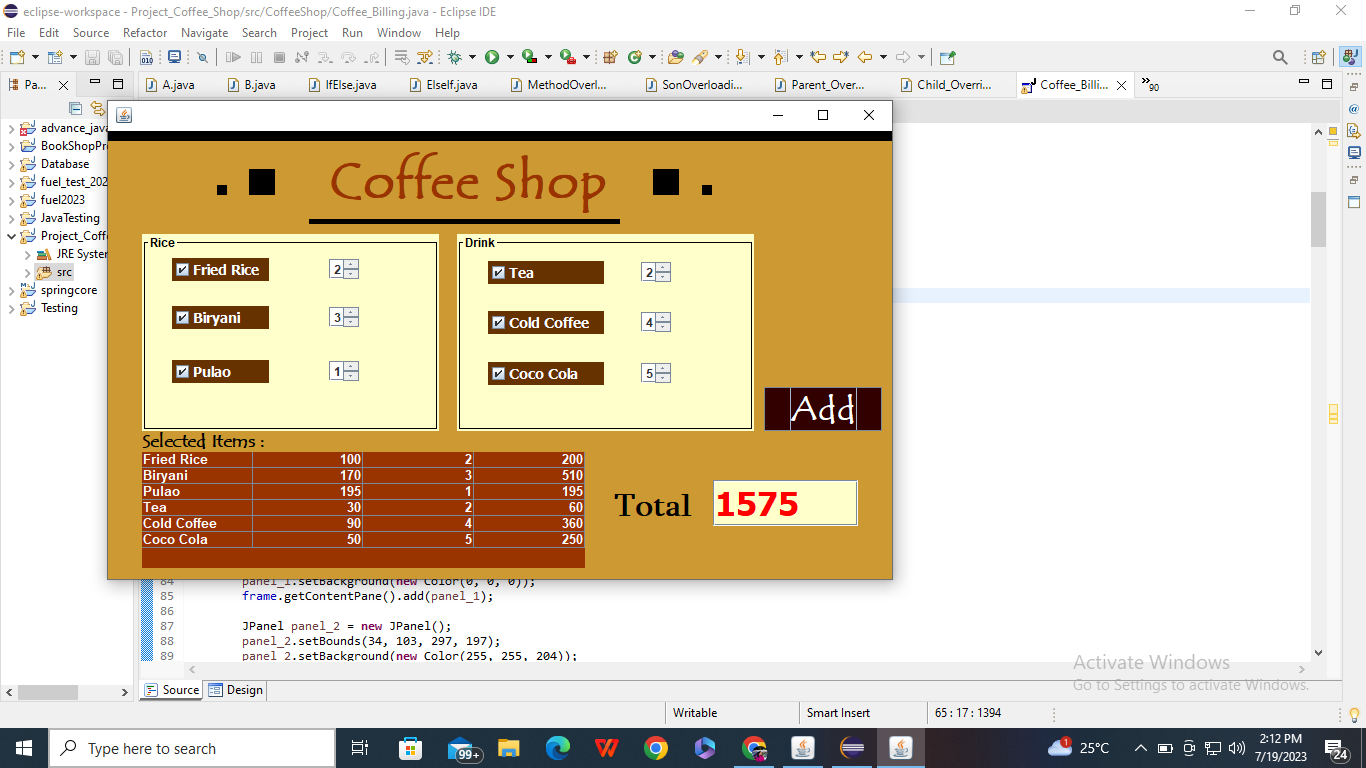 eclipse-workspace - Project_Coffee_Shop/src/CoffeeShop/Coffee_Billing.java - Eclipse IDE
File Edit Source Refactor Navigate Search Project Run Window Help
Pa... A.java B.java IfElse.java ElseIf.java MethodOverl... SonOverloadi... Parent_Over... Child_Overri... Coffee_Billi... 90
advance_java
BookShopPr
Database
fuel_test_202
fuel2023
JavaTesting
Project_Coff
JRE Syster
src
springcore
Testing
Coffee Shop
Rice
Fried Rice 2
Biryani 3
Pulao 1
Drink
Tea 2
Cold Coffee 4
Coco Cola 5
Add
Selected Items :
Fried Rice 100 2 200
Biryani 170 3 510
Pulao 195 1 195
Tea 30 2 60
Cold Coffee 90 4 360
Coco Cola 50 5 250
Total 1575
84 panel_1.setBackground(new Color(0, 0, 0));
85 frame.getContentPane().add(panel_1);
86
87 JPanel panel_2 = new JPanel();
88 panel_2.setBounds(34, 103, 297, 197);
89 panel_2.setBackground(new Color(255, 255, 204));
Activate Windows
Go to Settings to activate Windows.
Source Design
Writable Smart Insert 65 : 17 : 1394
Type here to search
99+
1
25°C
2:12 PM
7/19/2023
24